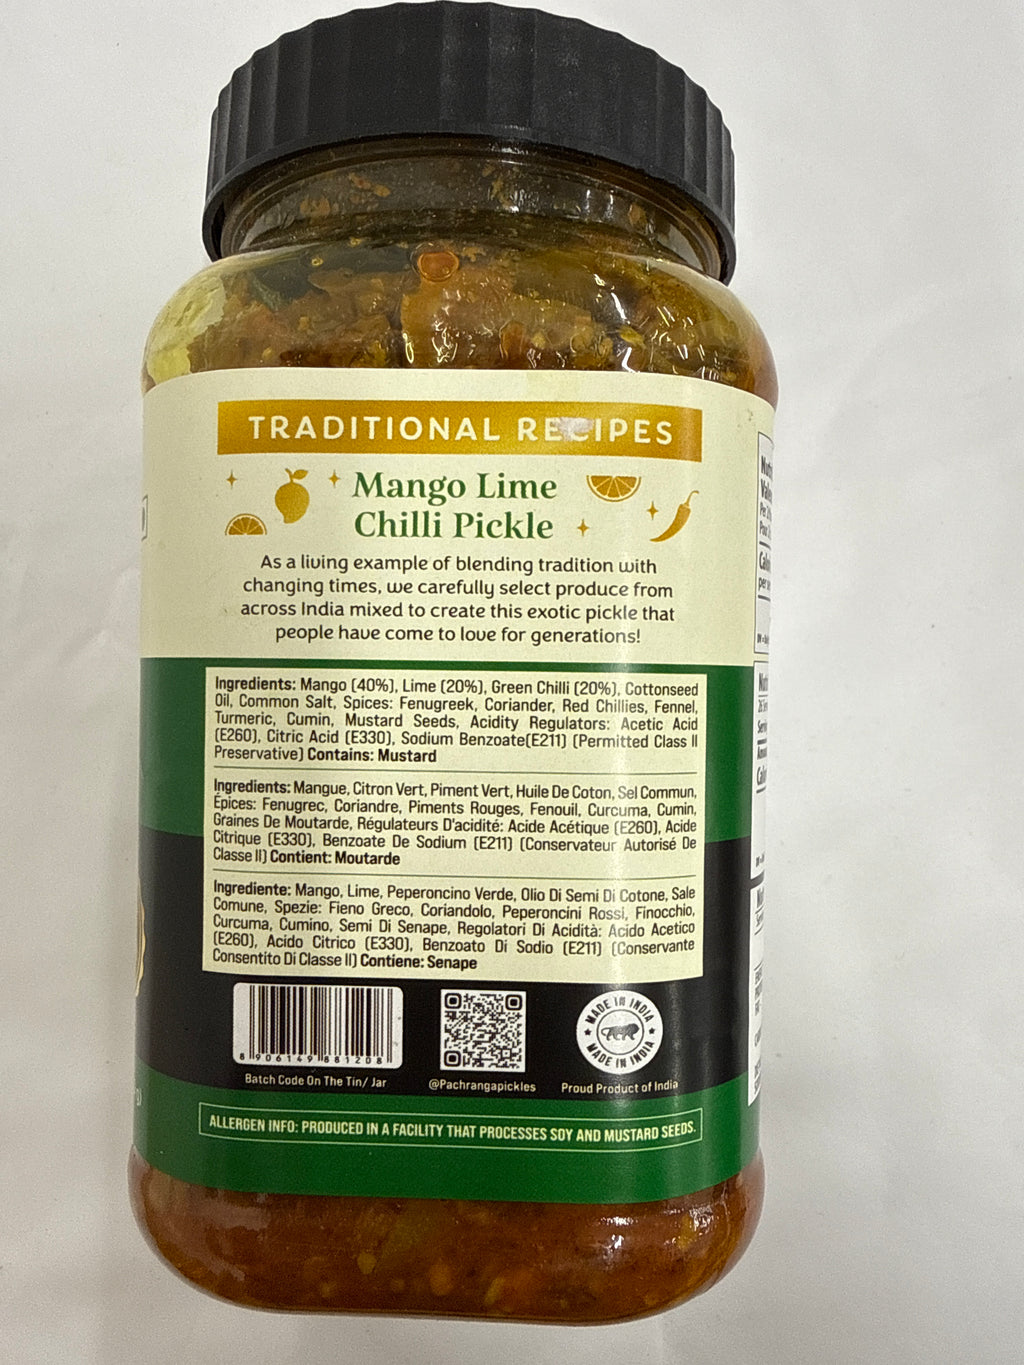 TRADITIONAL RECIPES
Mango Lime
Chilli Pickle
As a living example of blending tradition with
changing times, we carefully select produce from
across India mixed to create this exotic pickle that
people have come to love for generations!
Ingredients: Mango (40%), Lime (20%), Green Chilli (20%), Cottonseed
Oil, Common Salt, Spices: Fenugreek, Coriander, Red Chillies, Fennel,
Turmeric, Cumin, Mustard Seeds, Acidity Regulators: Acetic Acid
(E260), Citric Acid (E330), Sodium Benzoate(E211) (Permitted Class II
Preservative) Contains: Mustard
Ingredients: Mangue, Citron Vert, Piment Vert, Huile De Coton, Sel Commun,
Épices: Fenugrec, Coriandre, Piments Rouges, Fenouil, Curcuma, Cumin,
Graines De Moutarde, Régulateurs D'acidité: Acide Acétique (E260), Acide
Citrique (E330), Benzoate De Sodium (E211) (Conservateur Autorisé De
Classe II) Contient: Moutarde
Ingrediente: Mango, Lime, Peperoncino Verde, Olio Di Semi Di Cotone, Sale
Comune, Spezie: Fieno Greco, Coriandolo, Peperoncini Rossi, Finocchio,
Curcuma, Cumino, Semi Di Senape, Regolatori Di Acidità: Acido Acetico
(E260), Acido Citrico (E330), Benzoato Di Sodio (E211) (Conservante
Consentito Di Classe II) Contiene: Senape
8906149881208
MADE IN INDIA
MADE IN INDIA
Batch Code On The Tin/ Jar
@Pachrangapickles
Proud Product of India
ALLERGEN INFO: PRODUCED IN A FACILITY THAT PROCESSES SOY AND MUSTARD SEEDS.